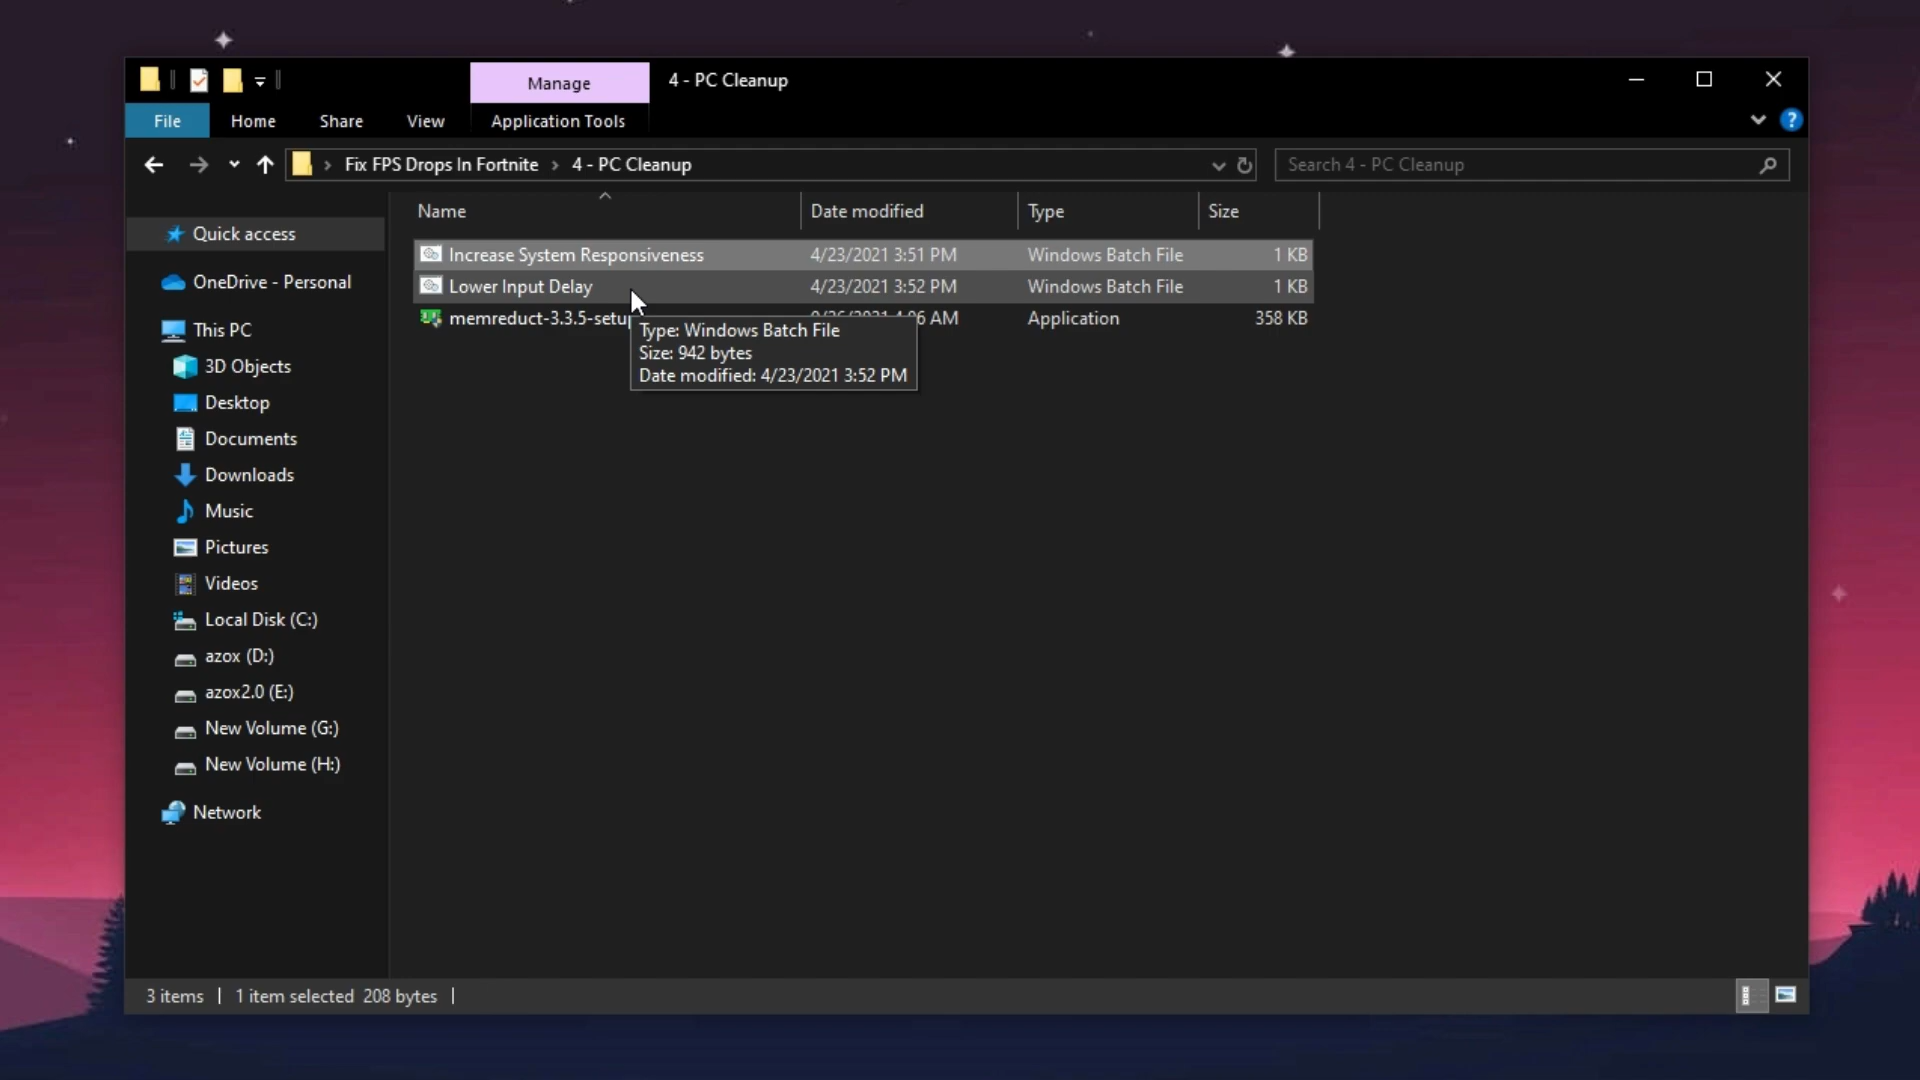 Manage
4 - PC Cleanup
File
Home
Share
View
Application Tools
Fix FPS Drops In Fortnite
4 - PC Cleanup
Search 4 - PC Cleanup
Name
Date modified
Type
Size
Increase System Responsiveness 4/23/2021 3:51 PM Windows Batch File 1 KB
Lower Input Delay 4/23/2021 3:52 PM Windows Batch File 1 KB
memreduct-3.3.5-setup AM Application 358 KB
Type: Windows Batch File
Size: 942 bytes
Date modified: 4/23/2021 3:52 PM
Quick access
OneDrive - Personal
This PC
3D Objects
Desktop
Documents
Downloads
Music
Pictures
Videos
Local Disk (C:)
azox (D:)
azox2.0 (E:)
New Volume (G:)
New Volume (H:)
Network
3 items
1 item selected 208 bytes